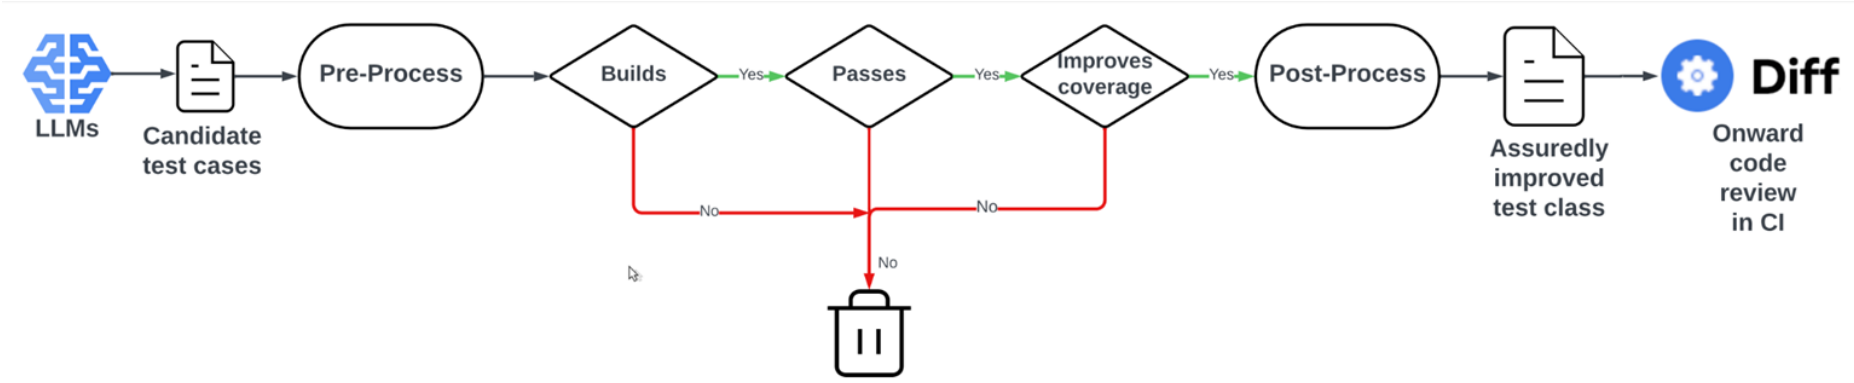 LLMs
Candidate
test cases
Pre-Process
Builds
Yes
Passes
Yes
Improves
coverage
Yes
Post-Process
Assuredly
improved
test class
Diff
Onward
code
review
in CI
No
No
No